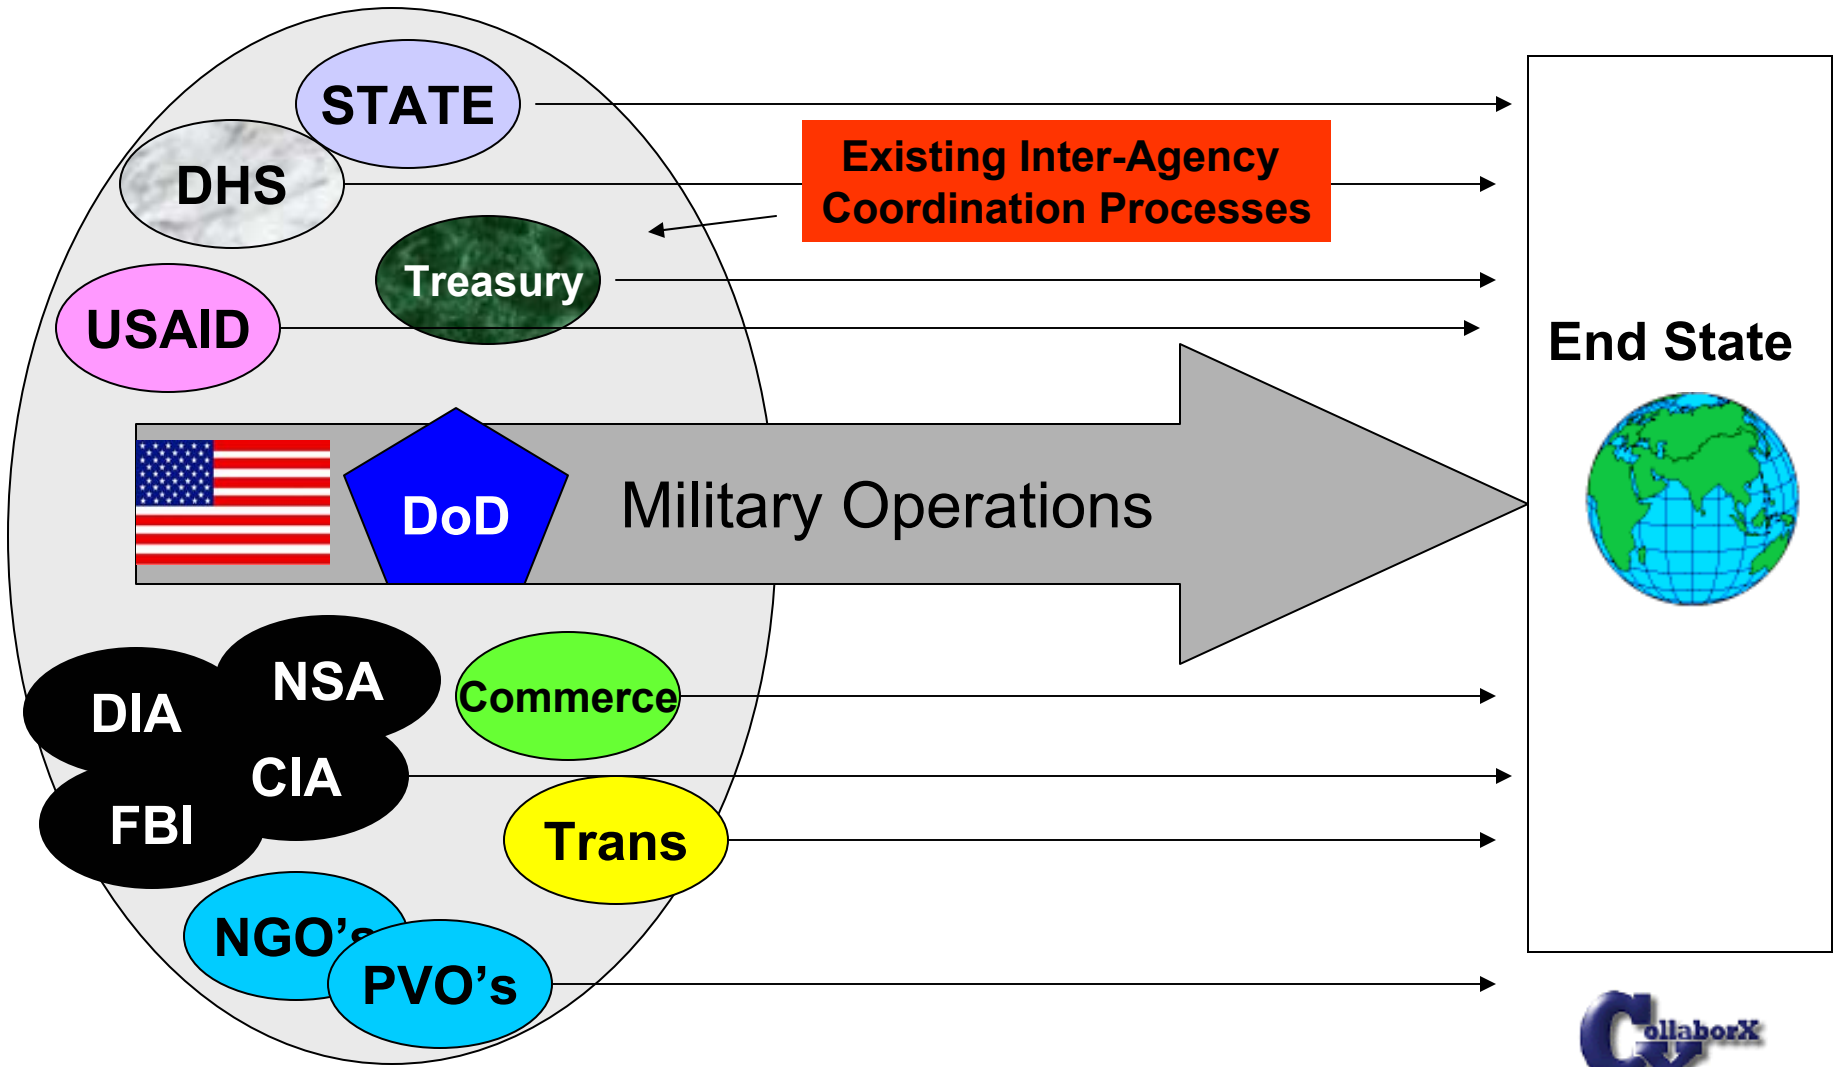 STATE
DHS
Existing Inter-Agency
Coordination Processes
Treasury
USAID
End State
DoD
Military Operations
NSA
DIA
Commerce
CIA
FBI
Trans
NGO's
PVO's
CollaborX